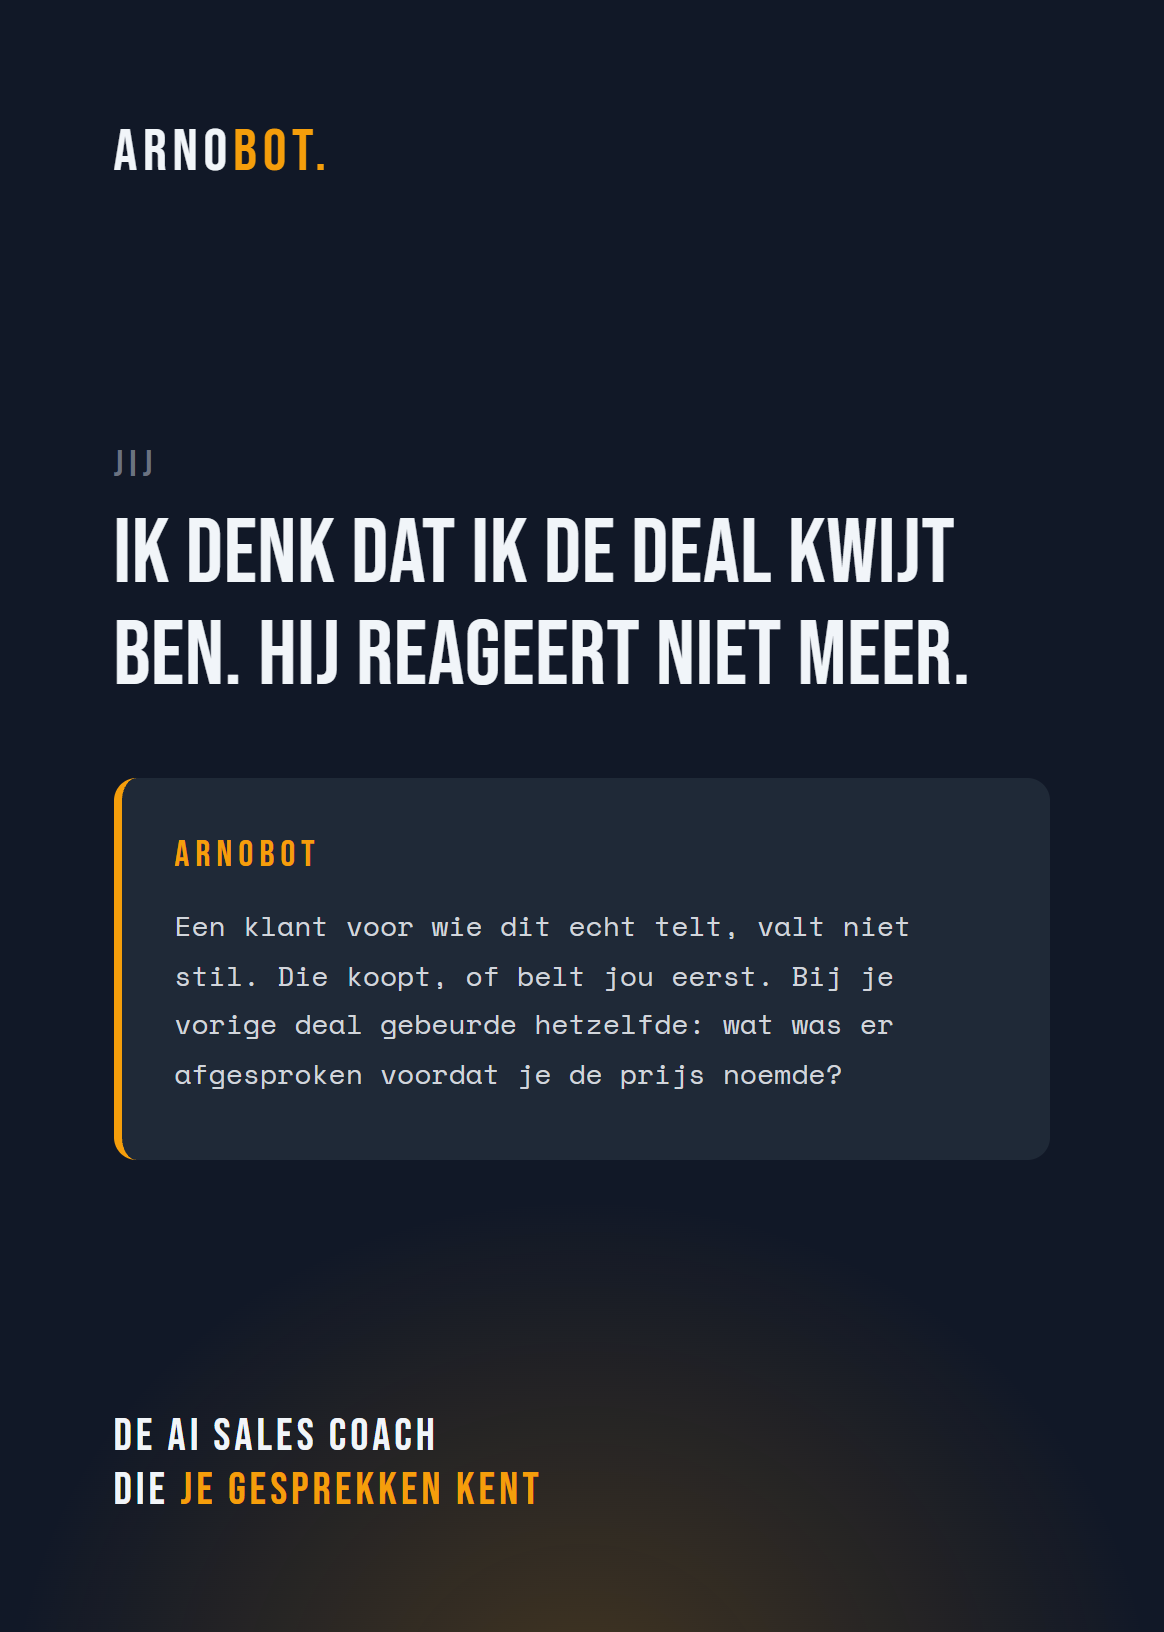 ARNOBOT.
JIJ
IK DENK DAT IK DE DEAL KWIJT
BEN. HIJ REAGEERT NIET MEER.
ARNOBOT
Een klant voor wie dit echt telt, valt niet
stil. Die koopt, of belt jou eerst. Bij je
vorige deal gebeurde hetzelfde: wat was er
afgesproken voordat je de prijs noemde?
DE AI SALES COACH
DIE JE GESPREKKEN KENT